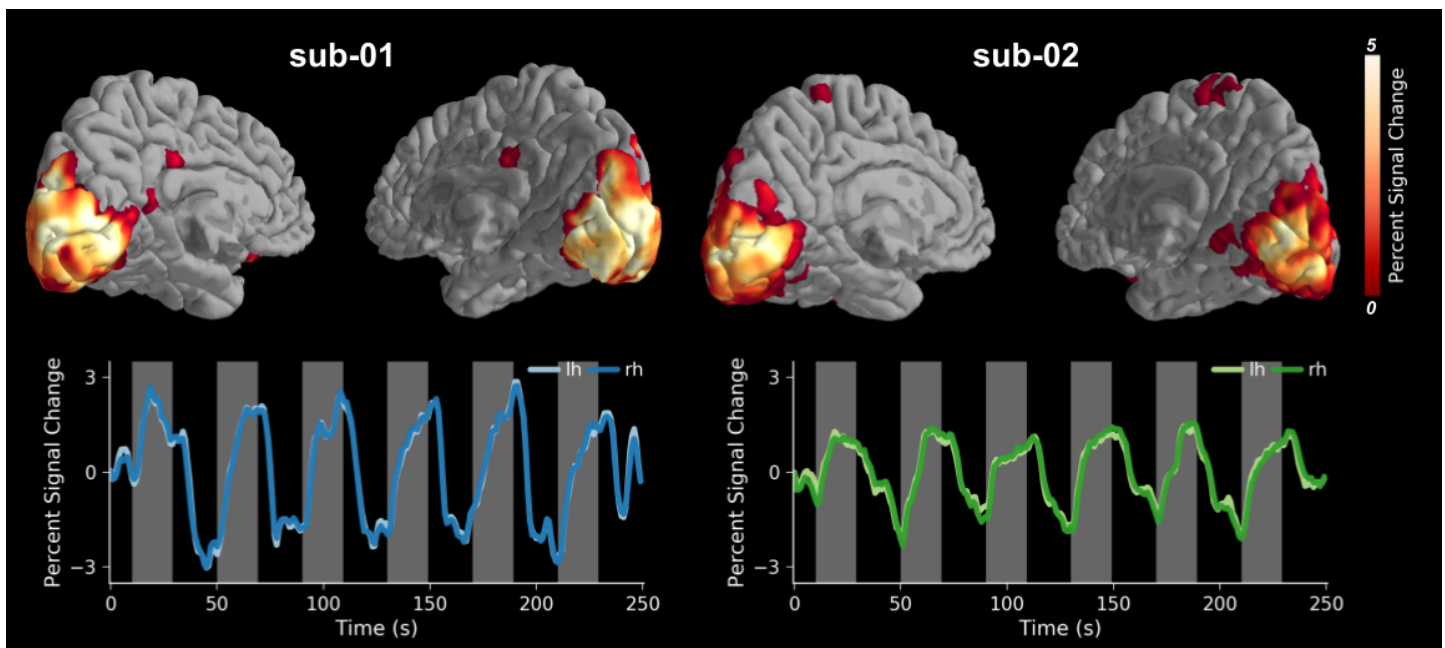 sub-01
sub-02
5
Percent Signal Change
0
Percent Signal Change
3
0
−3
lh rh
0 50 100 150 200 250
Time (s)
Percent Signal Change
3
0
−3
lh rh
0 50 100 150 200 250
Time (s)